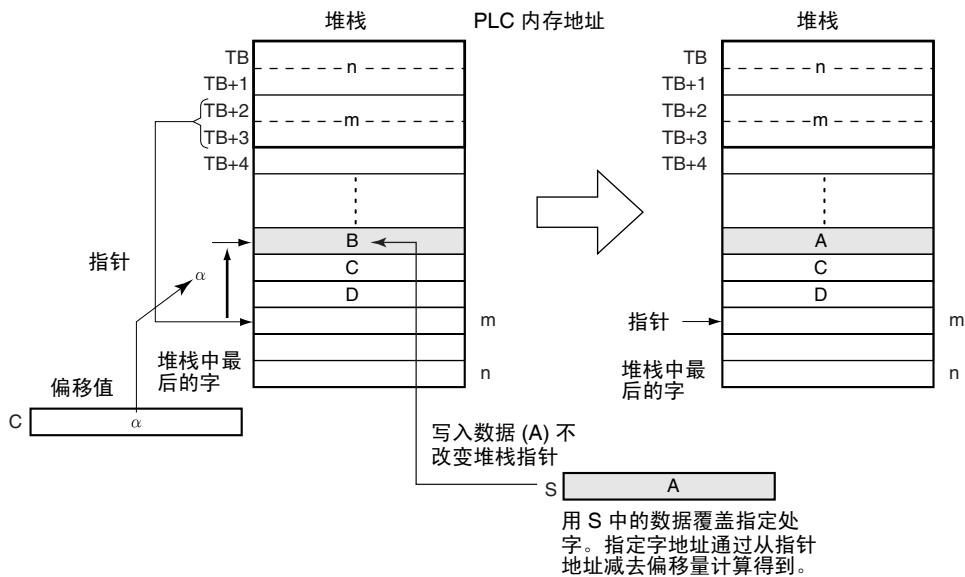 堆栈
PLC 内存地址
堆栈
TB
TB+1
TB+2
TB+3
TB+4
n
m
B
C
D
指针
α
m
堆栈中最
后的字
n
偏移值
C
α
写入数据 (A) 不
改变堆栈指针
S
A
用 S 中的数据覆盖指定处
字。指定字地址通过从指针
地址减去偏移量计算得到。
TB
TB+1
TB+2
TB+3
TB+4
n
m
A
C
D
指针
m
堆栈中最
后的字
n